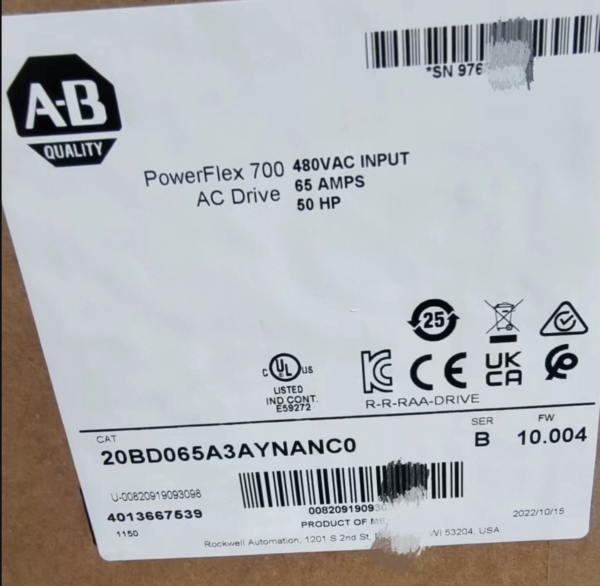 *SN 976
A-B
QUALITY
PowerFlex 700 480VAC INPUT
AC Drive 65 AMPS
50 HP
25
C UL US
LISTED
IND CONT.
E59272
CE
UK
CA
R-R-RAA-DRIVE
CAT
SER
FW
20BD065A3AYNANC0
B
10.004
U-00820919093098
4013667539
1150
0082091909
PRODUCT OF
2022/10/15
Rockwell Automation, 1201 S 2nd St. WI 53204, USA